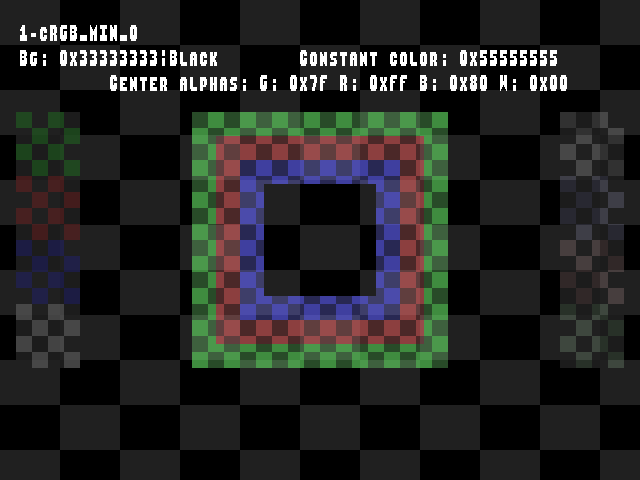 1-cRGB_MIN_0
Bg: 0x33333333¦Black Constant color: 0x55555555
Center alphas: G: 0x7f R: 0xff B: 0x80 W: 0x00